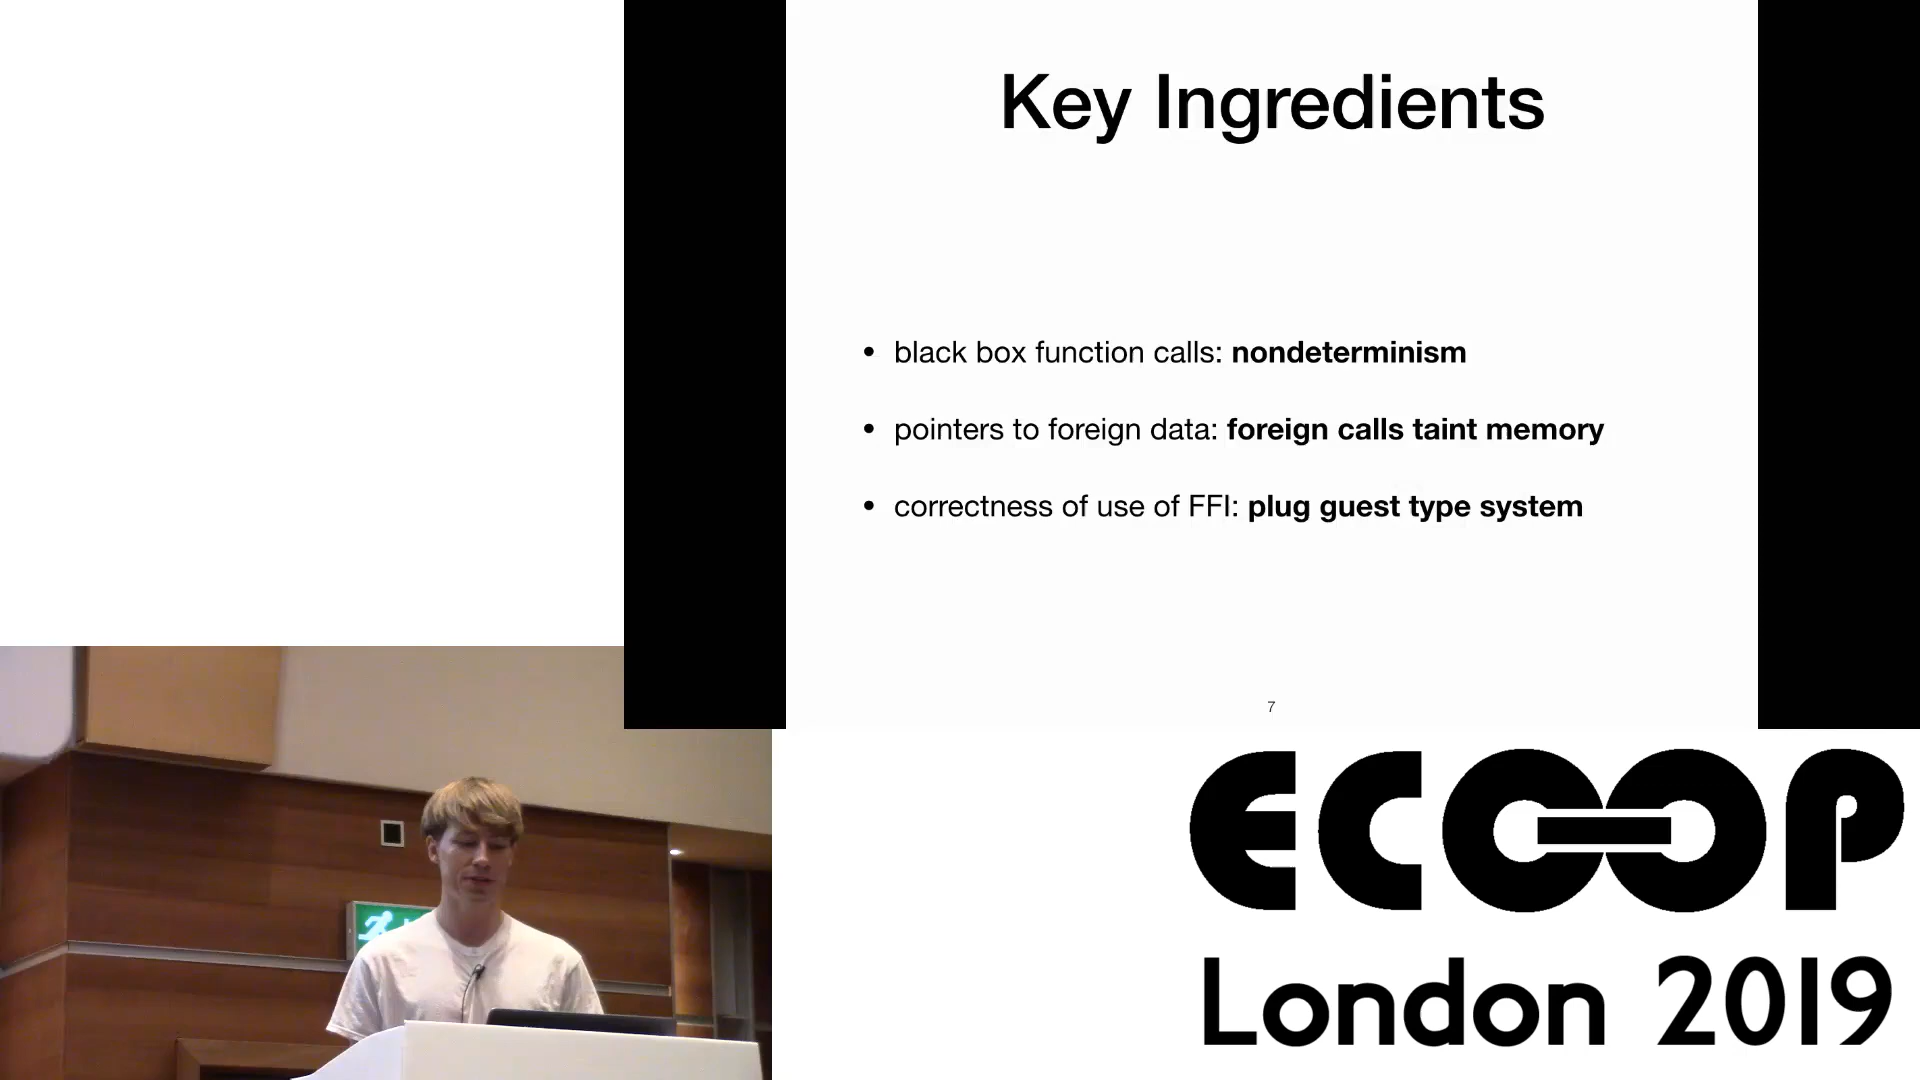 Key Ingredients
• black box function calls: nondeterminism
• pointers to foreign data: foreign calls taint memory
• correctness of use of FFI: plug guest type system
7
ECOOP
London 2019